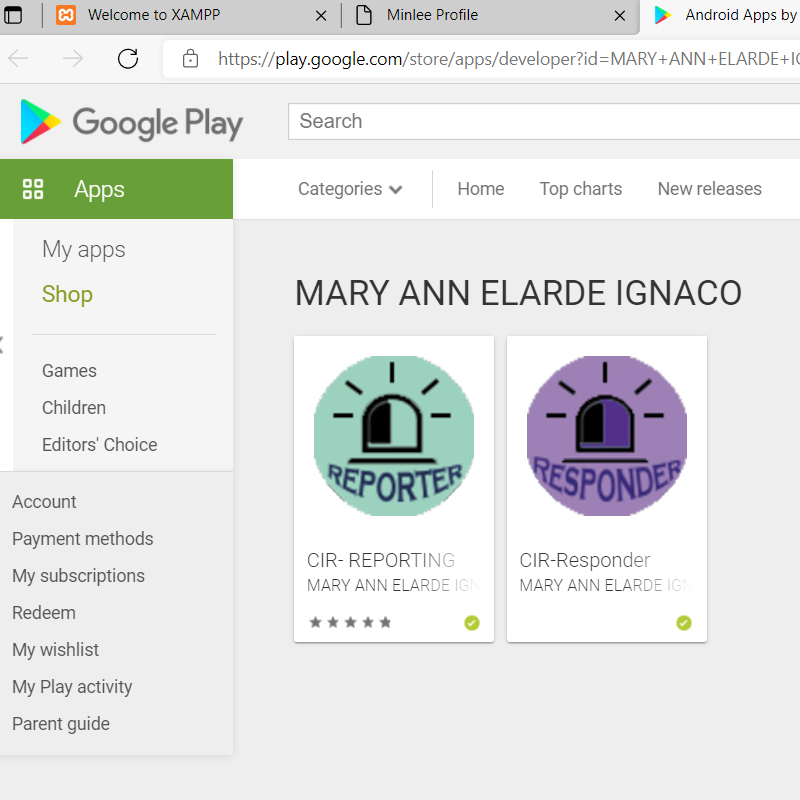 Welcome to XAMPP
Minlee Profile
Android Apps by
https://play.google.com/store/apps/developer?id=MARY+ANN+ELARDE+IG
Google Play
Search
Apps
Categories
Home
Top charts
New releases
My apps
Shop
Games
Children
Editors' Choice
Account
Payment methods
My subscriptions
Redeem
My wishlist
My Play activity
Parent guide
MARY ANN ELARDE IGNACO
REPORTER
CIR- REPORTING
MARY ANN ELARDE IGN
RESPONDER
CIR-Responder
MARY ANN ELARDE IGN